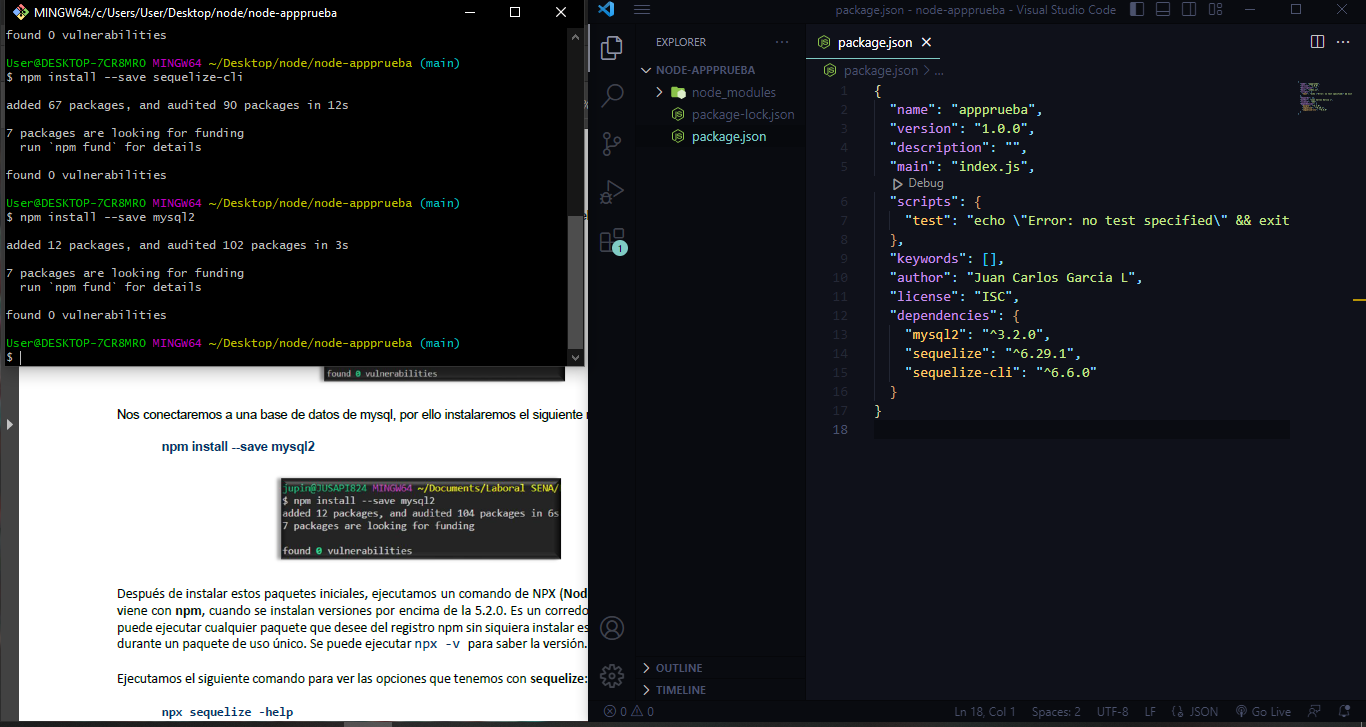 MINGW64:/c/Users/User/Desktop/node/node-appprueba
found 0 vulnerabilities
User@DESKTOP-7CR8MRO MINGW64 ~/Desktop/node/node-appprueba (main)
$ npm install --save sequelize-cli
added 67 packages, and audited 90 packages in 12s
7 packages are looking for funding
run `npm fund` for details
found 0 vulnerabilities
User@DESKTOP-7CR8MRO MINGW64 ~/Desktop/node/node-appprueba (main)
$ npm install --save mysql2
added 12 packages, and audited 102 packages in 3s
7 packages are looking for funding
run `npm fund` for details
found 0 vulnerabilities
User@DESKTOP-7CR8MRO MINGW64 ~/Desktop/node/node-appprueba (main)
$
found 0 vulnerabilities
Nos conectaremos a una base de datos de mysql, por ello instalaremos el siguiente
npm install --save mysql2
jupin@JUSAPI824 MINGW64 ~/Documents/Laboral SENA/
$ npm install --save mysql2
added 12 packages, and audited 104 packages in 6s
7 packages are looking for funding
found 0 vulnerabilities
Después de instalar estos paquetes iniciales, ejecutamos un comando de NPX (Nod
viene con npm, cuando se instalan versiones por encima de la 5.2.0. Es un corredo
puede ejecutar cualquier paquete que desee del registro npm sin siquiera instalar es
durante un paquete de uso único. Se puede ejecutar npx -v para saber la versión.
Ejecutamos el siguiente comando para ver las opciones que tenemos con sequelize:
npx sequelize -help
package.json - node-appprueba - Visual Studio Code
EXPLORER
NODE-APPPRUEBA
node_modules
package-lock.json
package.json
1
OUTLINE
TIMELINE
package.json
package.json > ...
1 {
2 "name": "appprueba",
3 "version": "1.0.0",
4 "description": "",
5 "main": "index.js",
Debug
6 "scripts": {
7 "test": "echo \"Error: no test specified\" && exit
8 },
9 "keywords": [],
10 "author": "Juan Carlos Garcia L",
11 "license": "ISC",
12 "dependencies": {
13 "mysql2": "^3.2.0",
14 "sequelize": "^6.29.1",
15 "sequelize-cli": "^6.6.0"
16 }
17 }
18
0 0 Ln 18, Col 1 Spaces: 2 UTF-8 LF {} JSON Go Live